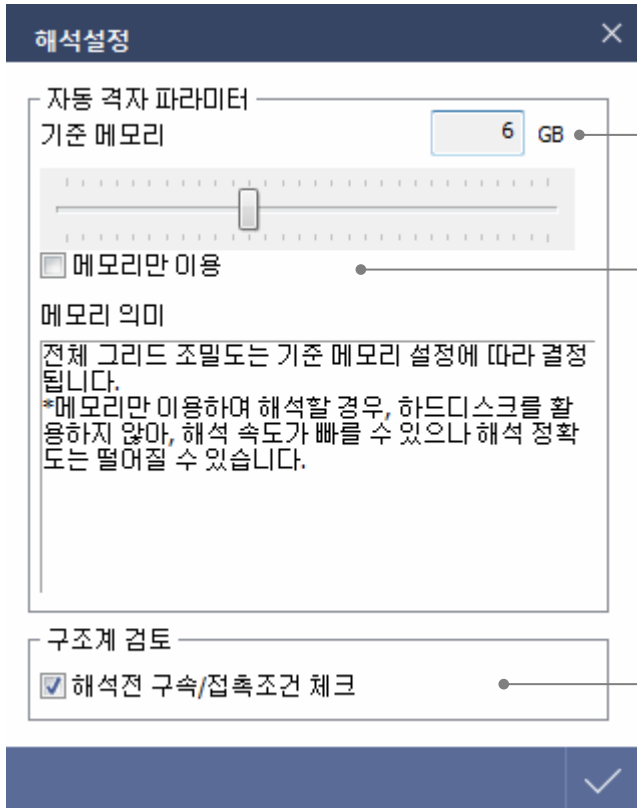 해석설정
자동 격자 파라미터
기준 메모리
6 GB
메모리만 이용
메모리 의미
전체 그리드 조밀도는 기준 메모리 설정에 따라 결정
됩니다.
*메모리만 이용하여 해석할 경우, 하드디스크를 활
용하지 않아, 해석 속도가 빠를 수 있으나 해석 정확
도는 떨어질 수 있습니다.
구조계 검토
해석전 구속/접촉조건 체크